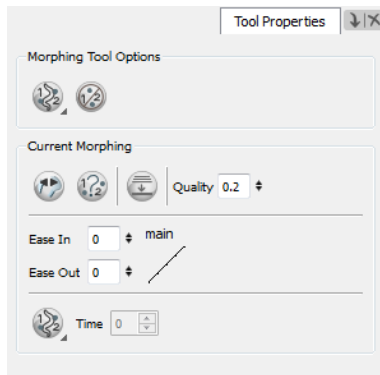 Tool Properties
Morphing Tool Options
Current Morphing
Quality 0.2
Ease In 0 main
Ease Out 0
Time 0